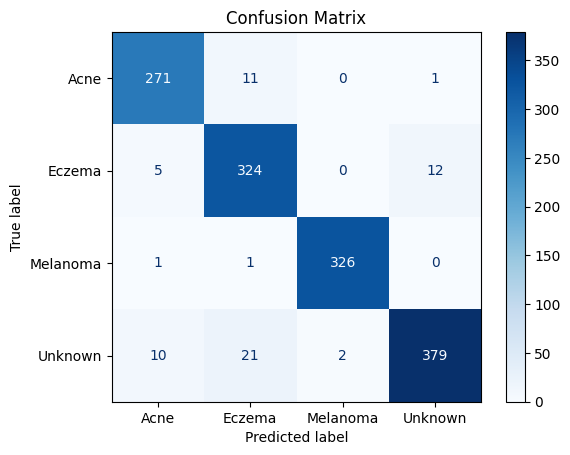 Confusion Matrix
Acne 271 11 0 1
Eczema 5 324 0 12
Melanoma 1 1 326 0
Unknown 10 21 2 379
Acne Eczema Melanoma Unknown
Predicted label
True label
350
300
250
200
150
100
50
0